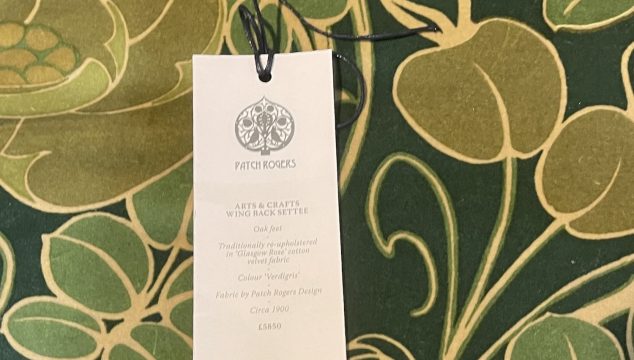 PATCH ROGERS
ARTS & CRAFTS
WING BACK SETTEE
Oak feet
Traditionally re-upholstered
in 'Glasgow Rose' cotton
velvet fabric
Colour 'Verdigris'
Fabric by Patch Rogers Design
Circa 1900
£5850